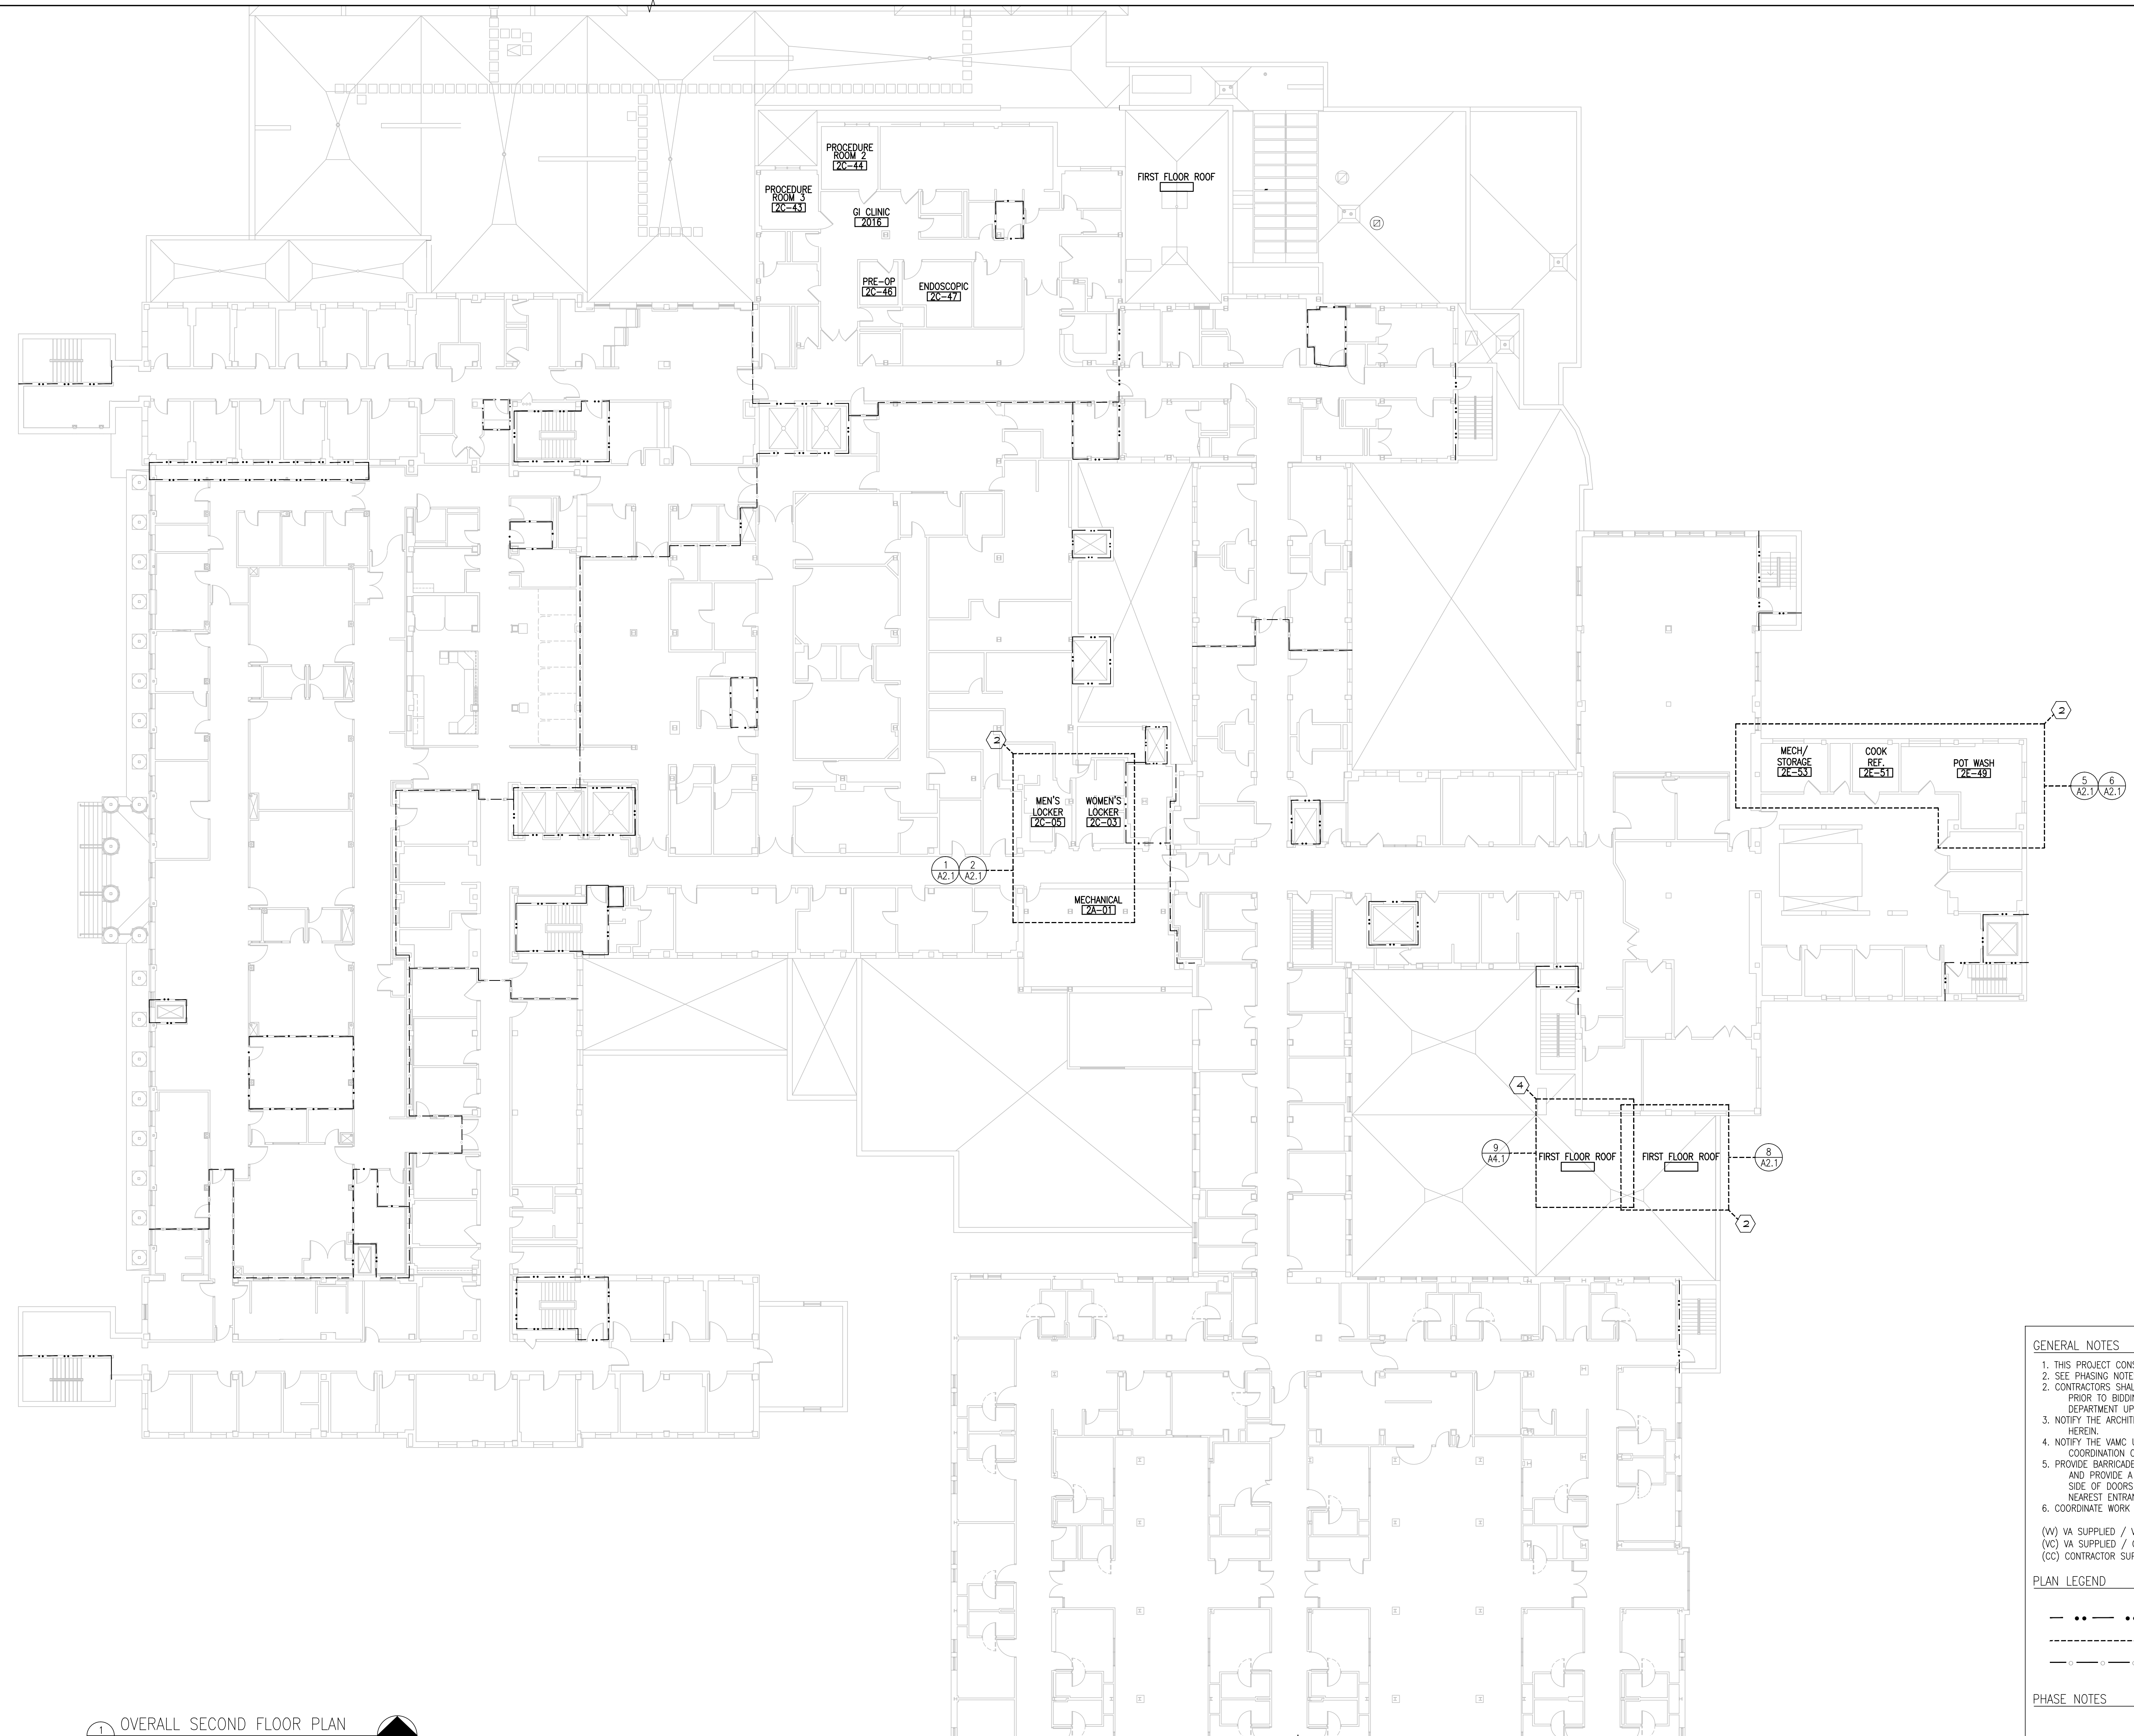 PROCEDURE
ROOM 2
2C-44
PROCEDURE
ROOM 3
2C-43
GI CLINIC
2016
FIRST FLOOR ROOF
PRE-OP
2C-46
ENDOSCOPIC
2C-47
2
2
MECH/
STORAGE
2E-53
COOK
REF.
2E-51
POT WASH
2E-49
5
A2.1
6
A2.1
MEN'S
LOCKER
2C-05
WOMEN'S
LOCKER
2C-03
1
A2.1
2
A2.1
MECHANICAL
2A-01
4
9
A4.1
FIRST FLOOR ROOF
FIRST FLOOR ROOF
8
A2.1
2
GENERAL NOTES
1. THIS PROJECT CONS
2. SEE PHASING NOTE
2. CONTRACTORS SHAL
PRIOR TO BIDDIN
DEPARTMENT UP
3. NOTIFY THE ARCHIT
HEREIN.
4. NOTIFY THE VAMC
COORDINATION
5. PROVIDE BARRICADE
AND PROVIDE A
SIDE OF DOORS
NEAREST ENTRAN
6. COORDINATE WORK
(VV) VA SUPPLIED /
(VC) VA SUPPLIED /
(CC) CONTRACTOR SUP
PLAN LEGEND
PHASE NOTES
1
OVERALL SECOND FLOOR PLAN